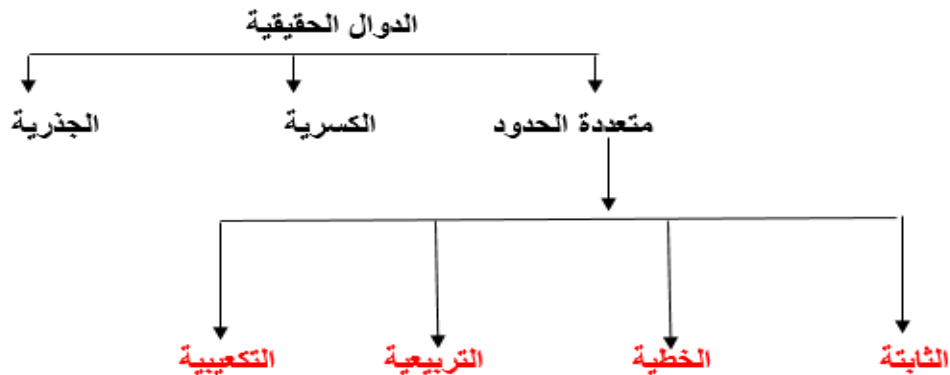 الدوال الحقيقية
متعددة الحدود الكسرية الجذرية
الثابتة الخطية التربيعية التكعيبية